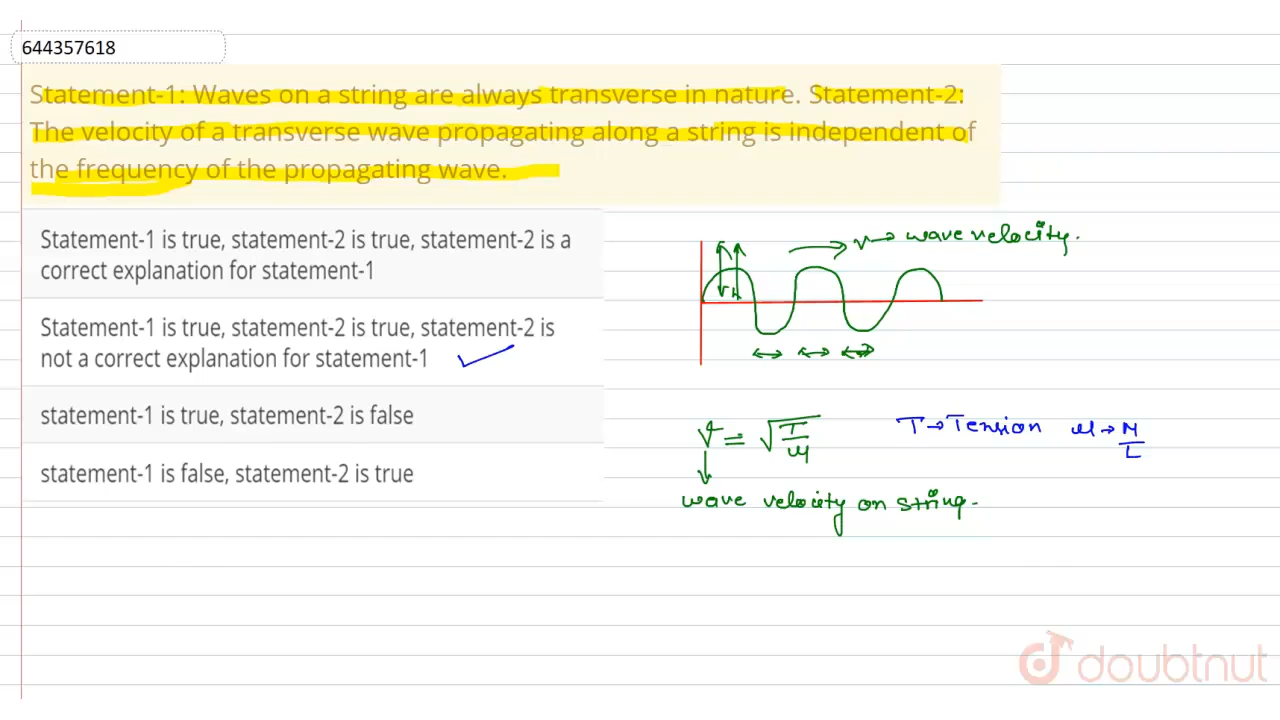 644357618
Statement-1: Waves on a string are always transverse in nature. Statement-2:
The velocity of a transverse wave propagating along a string is independent of
the frequency of the propagating wave.
Statement-1 is true, statement-2 is true, statement-2 is a
correct explanation for statement-1
Statement-1 is true, statement-2 is true, statement-2 is
not a correct explanation for statement-1
statement-1 is true, statement-2 is false
statement-1 is false, statement-2 is true
v→ wave velocity.
V = √T/μ
T→Tension μ→ M/L
wave velocity on string.
doubtnut